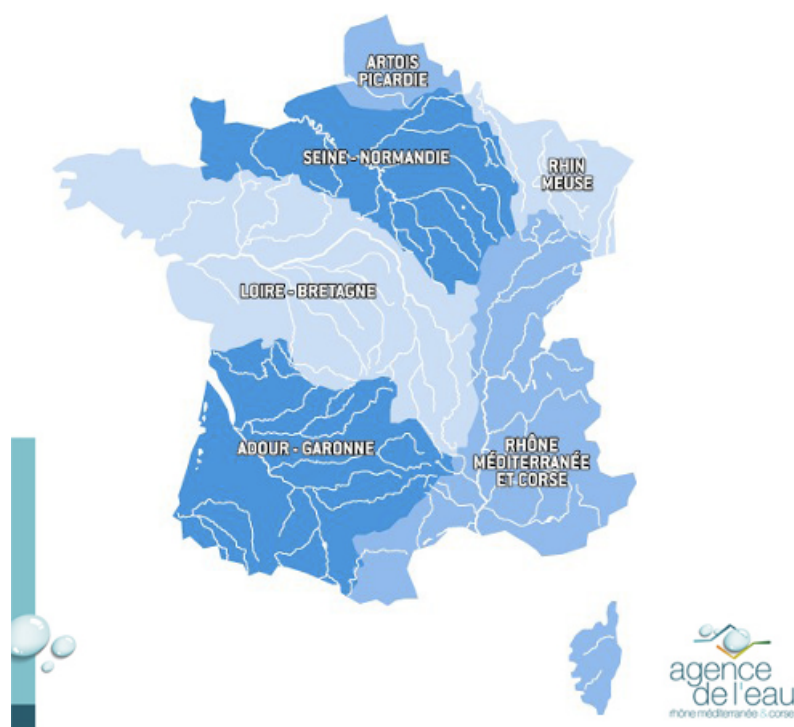 ARTOIS
PICARDIE
SEINE - NORMANDIE
RHIN
MEUSE
LOIRE - BRETAGNE
ADOUR - GARONNE
RHÔNE
MÉDITERRANÉE
ET CORSE
agence
de l'eau
rhône méditerranée & corse